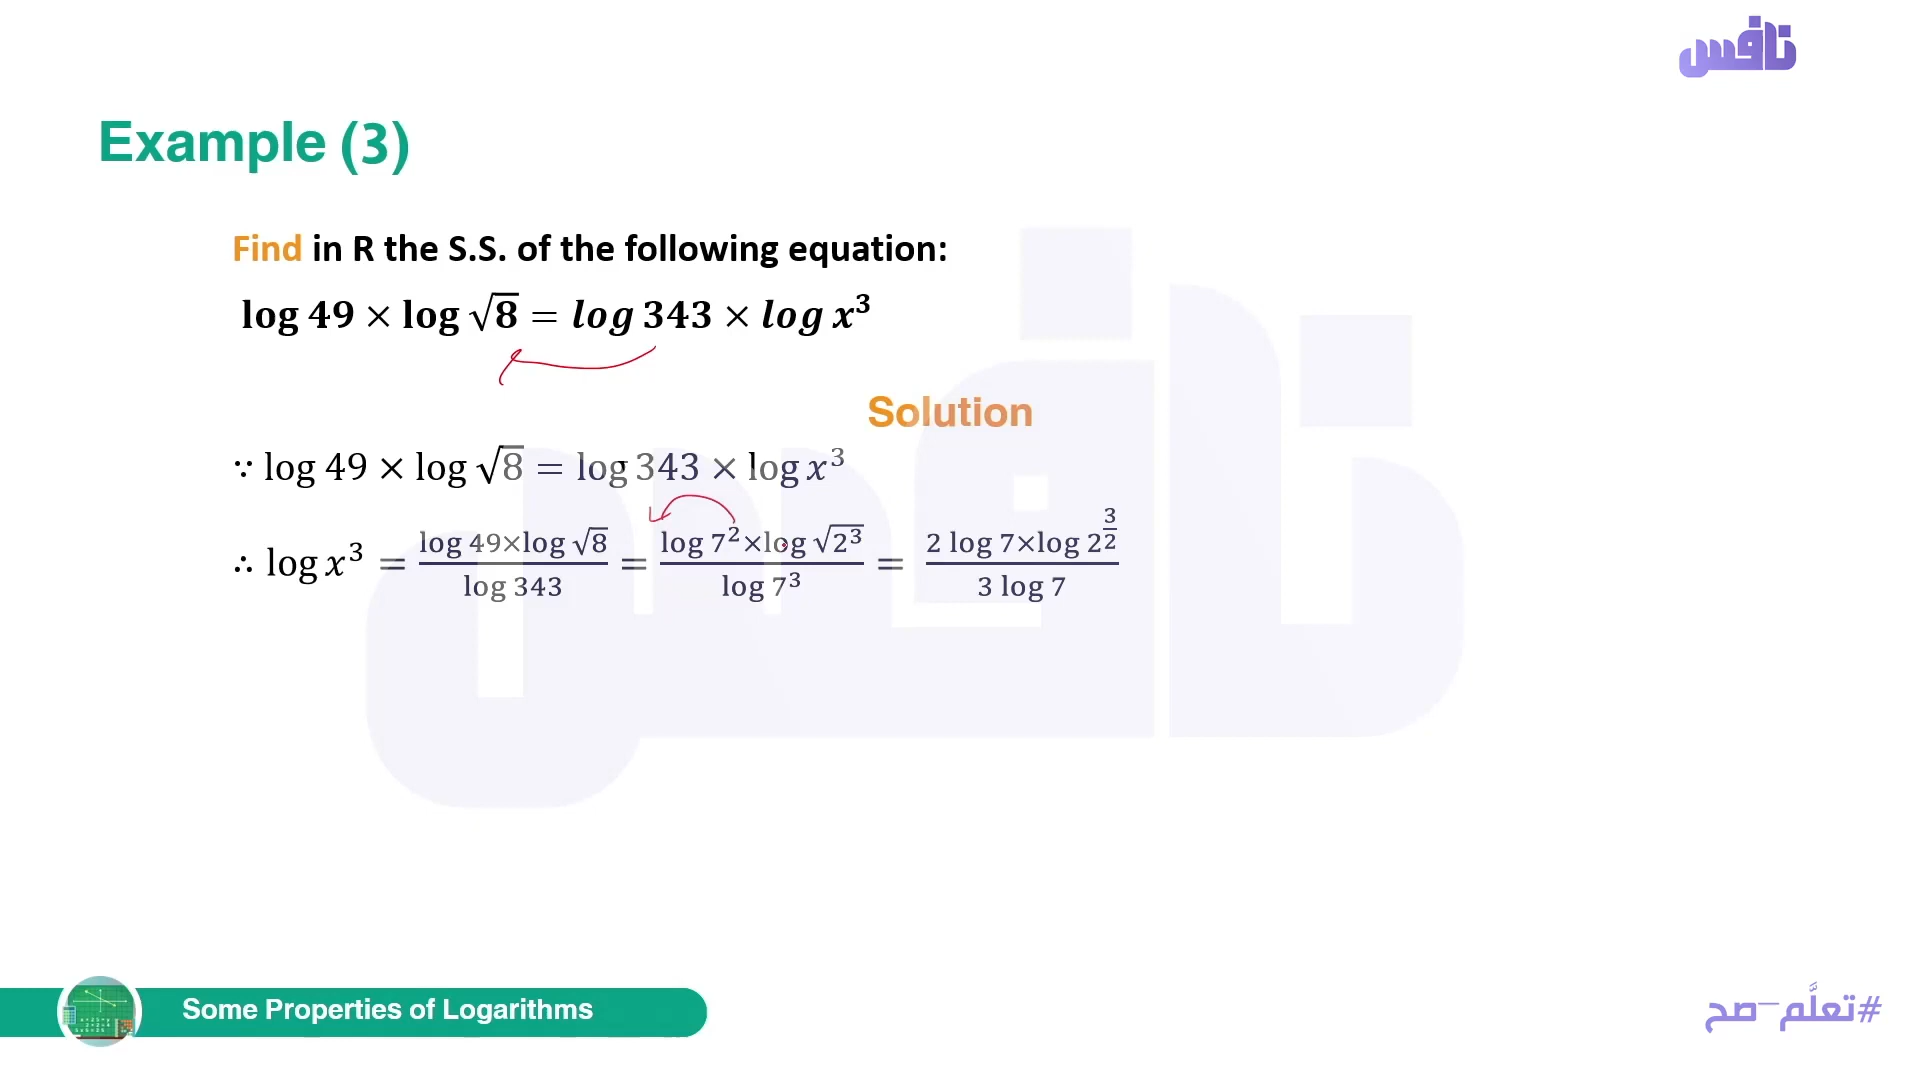 نافس
Example (3)
Find in R the S.S. of the following equation:
log 49 × log √8 = log 343 × log x³
Solution
∵ log 49 × log √8 = log 343 × log x³
∴ log x³ = (log 49×log √8)/(log 343) = (log 7²×log √(2³))/(log 7³) = (2 log 7×log 2^(3/2))/(3 log 7)
Some Properties of Logarithms
#تعلَّم-صح